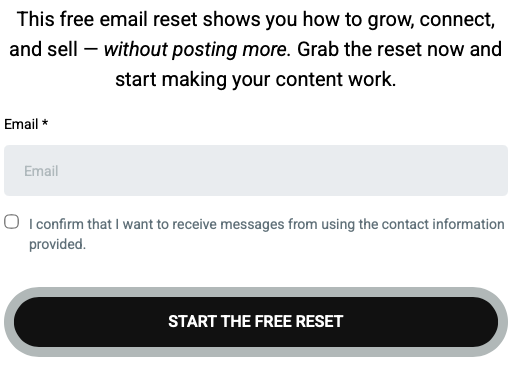 This free email reset shows you how to grow, connect,
and sell — without posting more. Grab the reset now and
start making your content work.
Email *
Email
I confirm that I want to receive messages from using the contact information
provided.
START THE FREE RESET